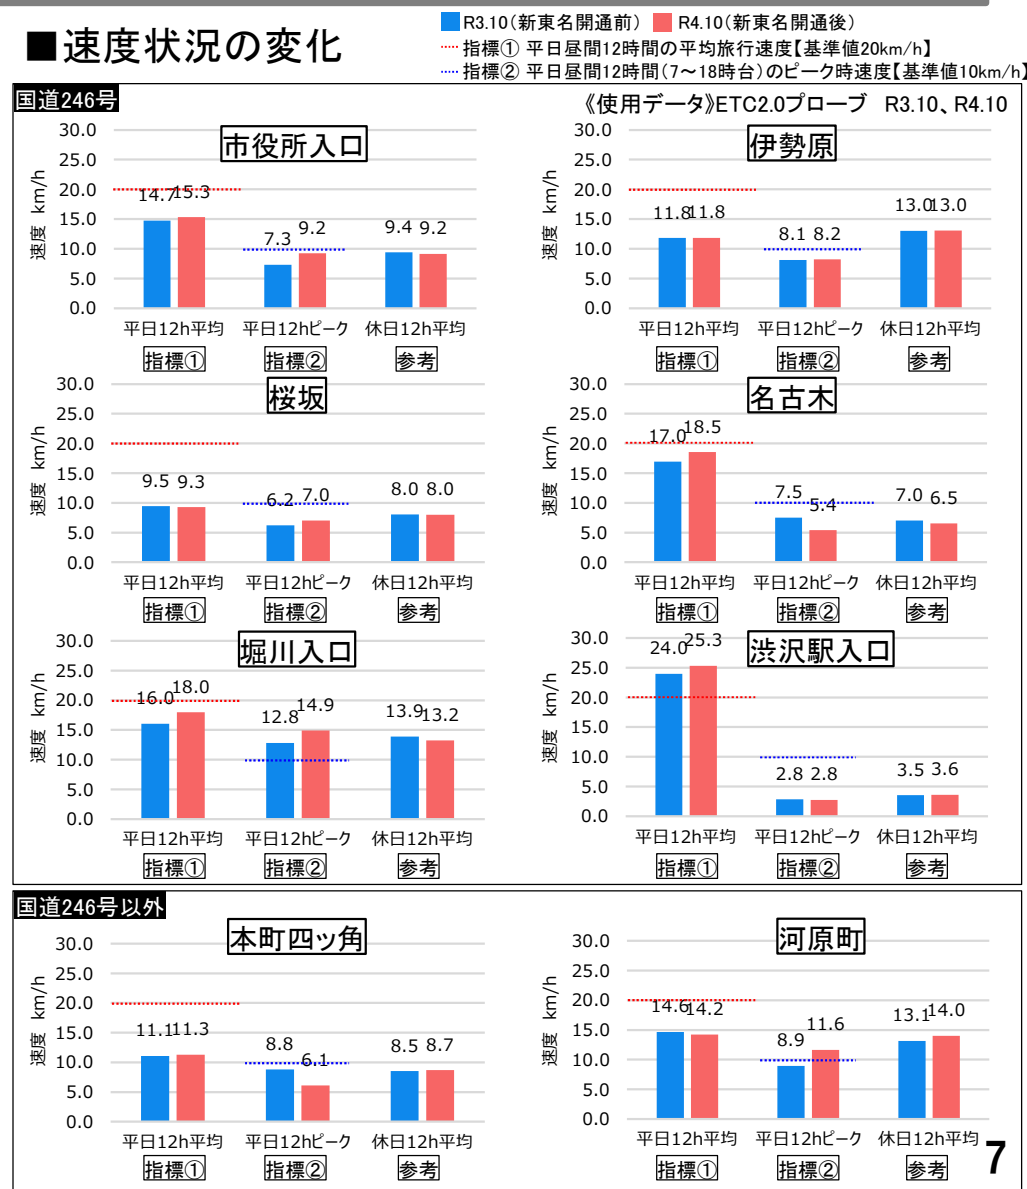 ■速度状況の変化
R3.10(新東名開通前) R4.10(新東名開通後)
指標① 平日昼間12時間の平均旅行速度【基準値20km/h】
指標② 平日昼間12時間(7～18時台)のピーク時速度【基準値10km/h】
国道246号
《使用データ》ETC2.0プローブ R3.10、R4.10
市役所入口
速度 km/h
30.0
25.0
20.0
15.0
10.0
5.0
0.0
14.7 15.3
7.3 9.2
9.4 9.2
平日12h平均 平日12hピーク 休日12h平均
指標① 指標② 参考
伊勢原
速度 km/h
30.0
25.0
20.0
15.0
10.0
5.0
0.0
11.8 11.8
8.1 8.2
13.0 13.0
平日12h平均 平日12hピーク 休日12h平均
指標① 指標② 参考
桜坂
速度 km/h
30.0
25.0
20.0
15.0
10.0
5.0
0.0
9.5 9.3
6.2 7.0
8.0 8.0
平日12h平均 平日12hピーク 休日12h平均
指標① 指標② 参考
名古木
速度 km/h
30.0
25.0
20.0
15.0
10.0
5.0
0.0
17.0 18.5
7.5 5.4
7.0 6.5
平日12h平均 平日12hピーク 休日12h平均
指標① 指標② 参考
堀川入口
速度 km/h
30.0
25.0
20.0
15.0
10.0
5.0
0.0
16.0 18.0
12.8 14.9
13.9 13.2
平日12h平均 平日12hピーク 休日12h平均
指標① 指標② 参考
渋沢駅入口
速度 km/h
30.0
25.0
20.0
15.0
10.0
5.0
0.0
24.0 25.3
2.8 2.8
3.5 3.6
平日12h平均 平日12hピーク 休日12h平均
指標① 指標② 参考
国道246号以外
本町四ッ角
速度 km/h
30.0
25.0
20.0
15.0
10.0
5.0
0.0
11.1 11.3
8.8 6.1
8.5 8.7
平日12h平均 平日12hピーク 休日12h平均
指標① 指標② 参考
河原町
速度 km/h
30.0
25.0
20.0
15.0
10.0
5.0
0.0
14.6 14.2
8.9 11.6
13.1 14.0
平日12h平均 平日12hピーク 休日12h平均
指標① 指標② 参考
7